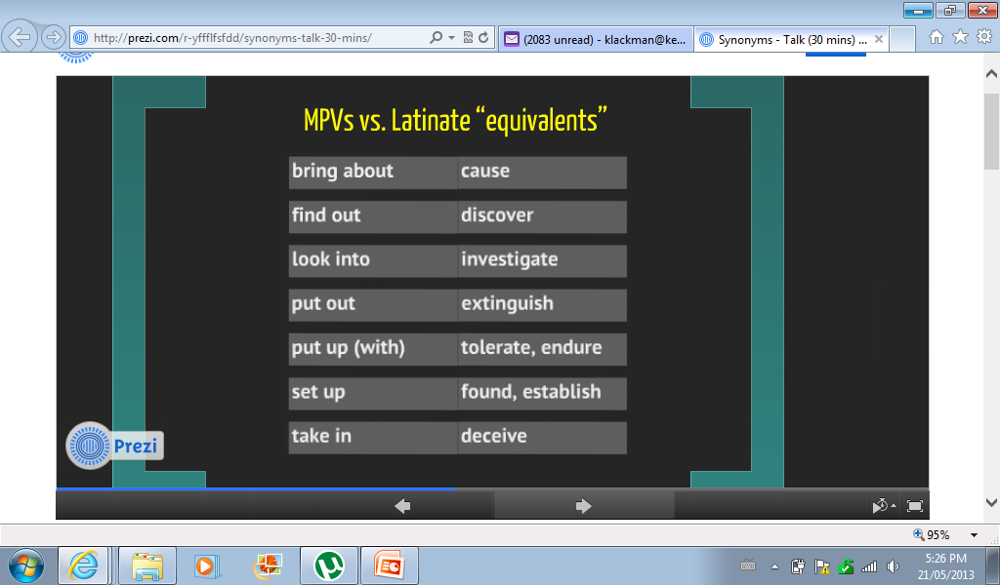 http://prezi.com/r-yffflfsfdd/synonyms-talk-30-mins/
(2083 unread) - klackman@ke...
Synonyms - Talk (30 mins) ...
MPVs vs. Latinate “equivalents”
bring about cause
find out discover
look into investigate
put out extinguish
put up (with) tolerate, endure
set up found, establish
take in deceive
Prezi
95%
5:26 PM
21/05/2013